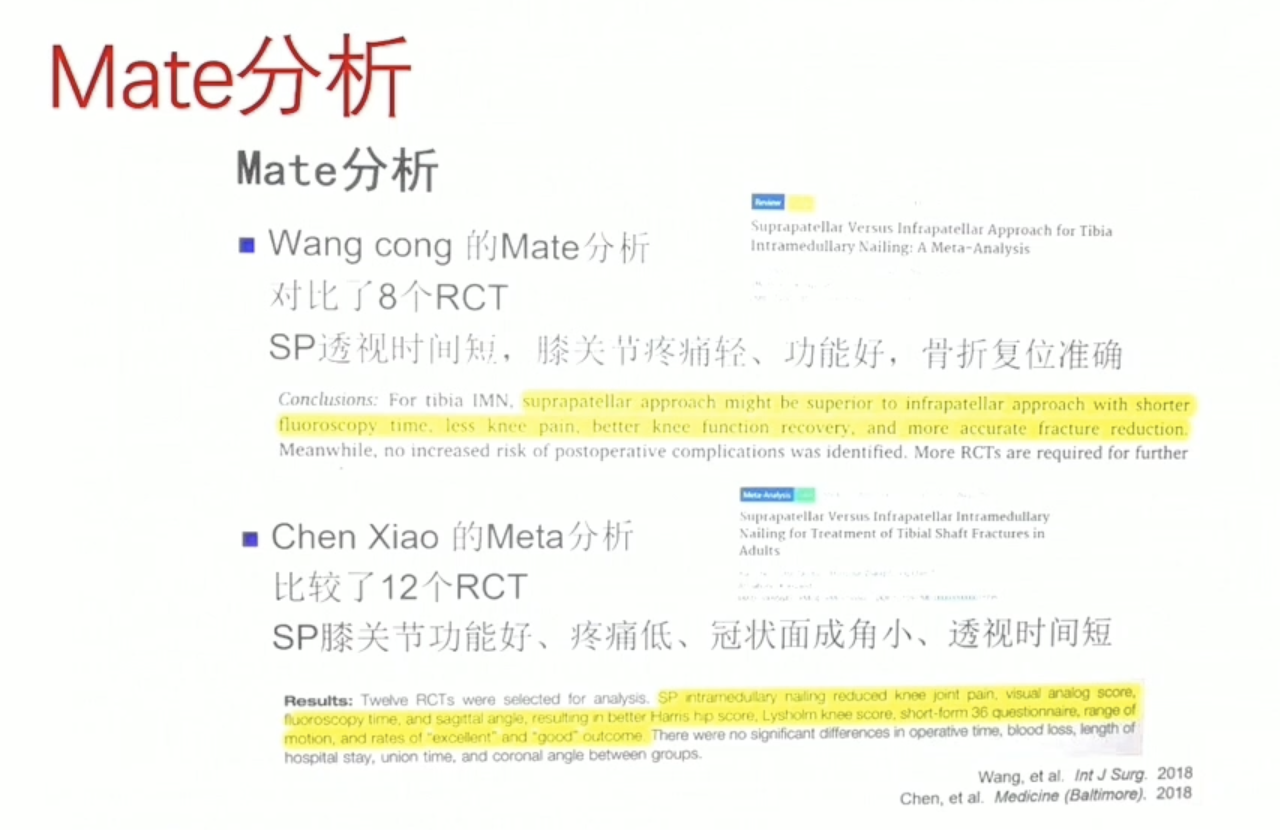 Mate分析
Mate分析
Wang cong 的Mate分析
对比了8个RCT
SP透视时间短，膝关节疼痛轻、功能好，骨折复位准确
Review
Suprapatellar Versus Infrapatellar Approach for Tibia
Intramedullary Nailing: A Meta-Analysis
Conclusions: For tibia IMN, suprapatellar approach might be superior to infrapatellar approach with shorter
fluoroscopy time, less knee pain, better knee function recovery, and more accurate fracture reduction.
Meanwhile, no increased risk of postoperative complications was identified. More RCTs are required for further
Chen Xiao 的Meta分析
比较了12个RCT
SP膝关节功能好、疼痛低、冠状面成角小、透视时间短
Meta-Analysis
Suprapatellar Versus Infrapatellar Intramedullary
Nailing for Treatment of Tibial Shaft Fractures in
Adults
Results: Twelve RCTs were selected for analysis. SP intramedullary nailing reduced knee joint pain, visual analog score,
fluoroscopy time, and sagittal angle, resulting in better Harris hip score, Lysholm knee score, short-form 36 questionnaire, range of
motion, and rates of "excellent" and "good" outcome. There were no significant differences in operative time, blood loss, length of
hospital stay, union time, and coronal angle between groups.
Wang, et al. Int J Surg. 2018
Chen, et al. Medicine (Baltimore). 2018